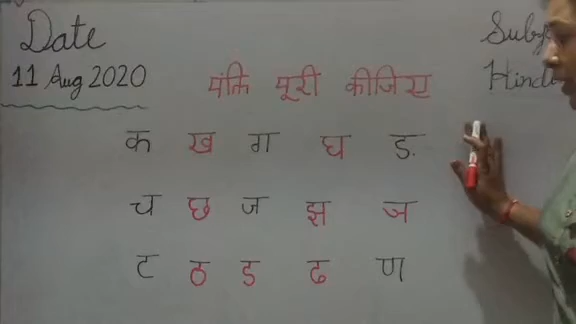 Date
11 Aug 2020
Hindi
पंक्ति पूरी कीजिए
क ख ग घ ङ
च छ ज झ ञ
ट ठ ड ढ ण